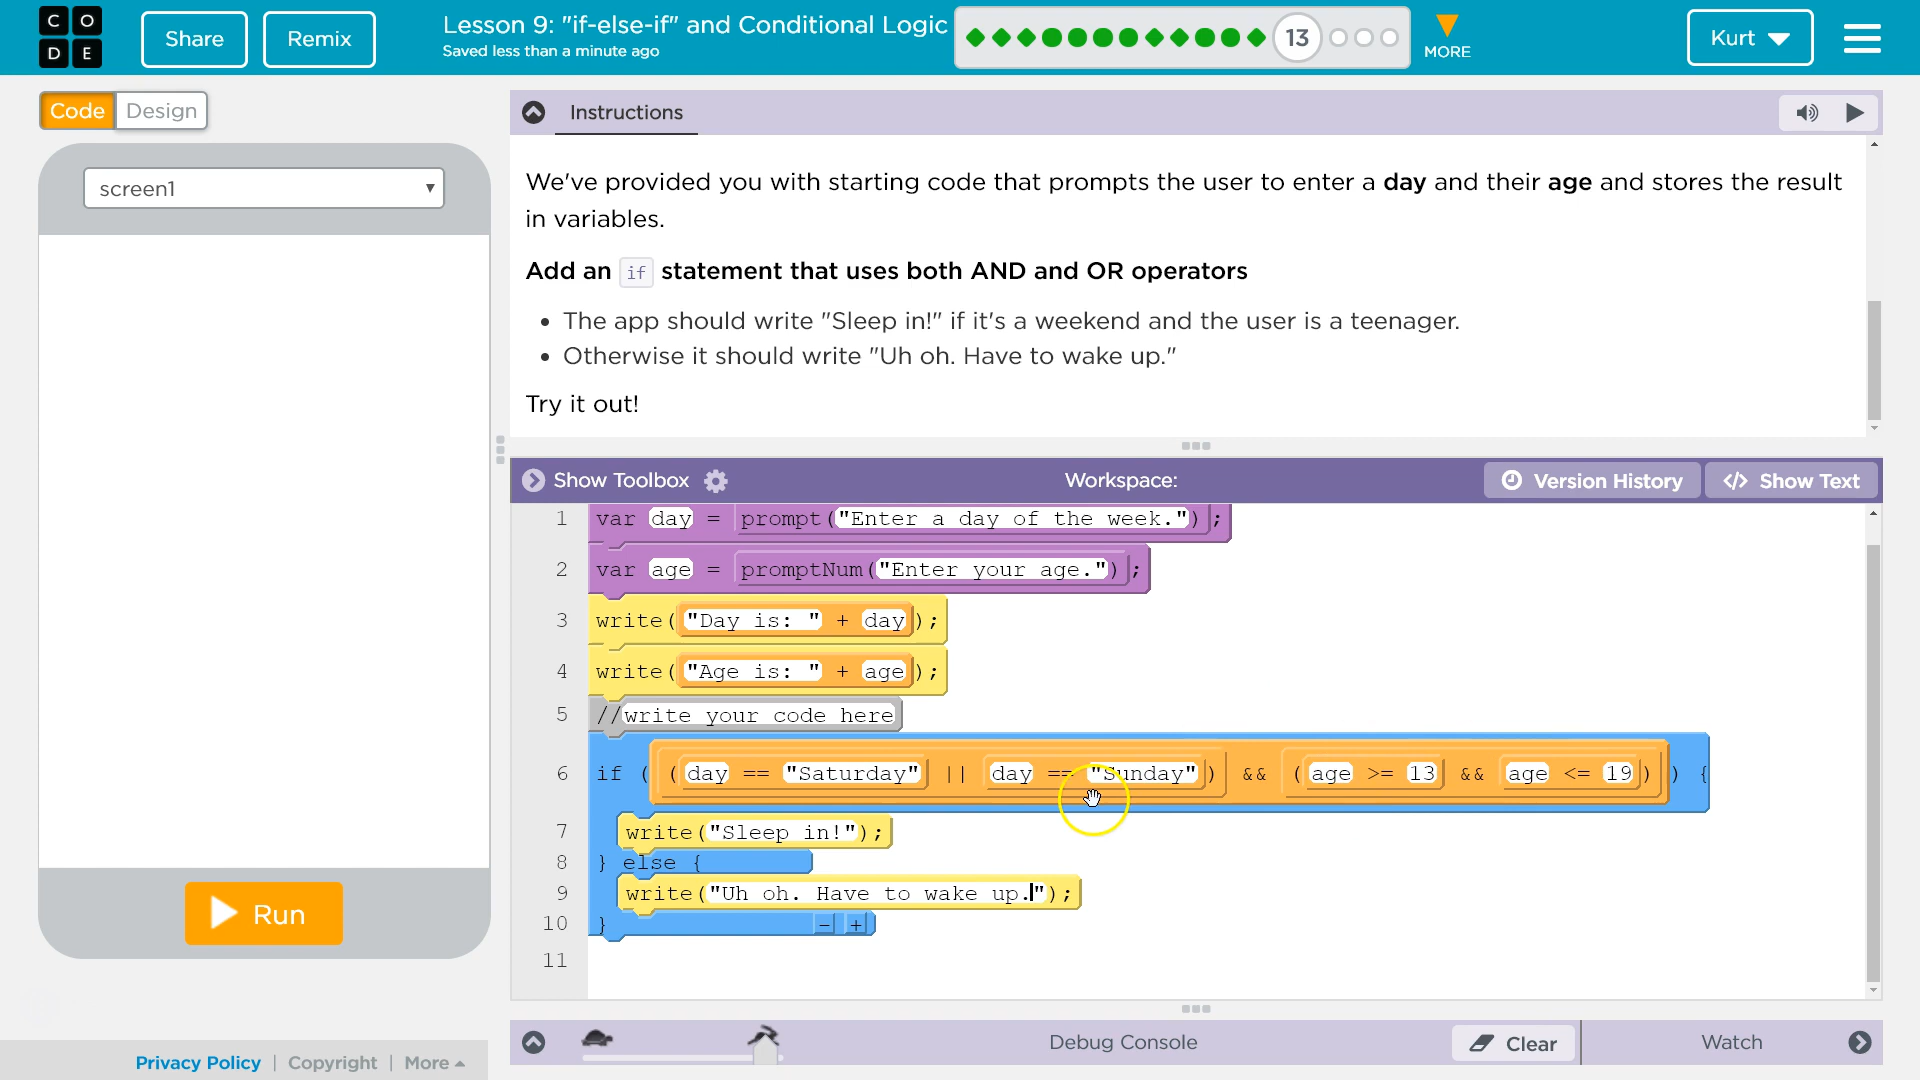 C O
D E
Share
Remix
Lesson 9: "if-else-if" and Conditional Logic
Saved less than a minute ago
13
MORE
Kurt
Code
Design
Instructions
screen1
We've provided you with starting code that prompts the user to enter a day and their age and stores the result
in variables.
Add an if statement that uses both AND and OR operators
• The app should write "Sleep in!" if it's a weekend and the user is a teenager.
• Otherwise it should write "Uh oh. Have to wake up."
Try it out!
Show Toolbox
Workspace:
Version History
</> Show Text
1 var day = prompt("Enter a day of the week.");
2 var age = promptNum("Enter your age.");
3 write("Day is: " + day);
4 write("Age is: " + age);
5 //write your code here
6 if ((day == "Saturday" || day == "Sunday") && (age >= 13 && age <= 19)) {
7 write("Sleep in!");
8 } else {
9 write("Uh oh. Have to wake up.");
10 } - +
11
Run
Debug Console
Clear
Watch
Privacy Policy | Copyright | More